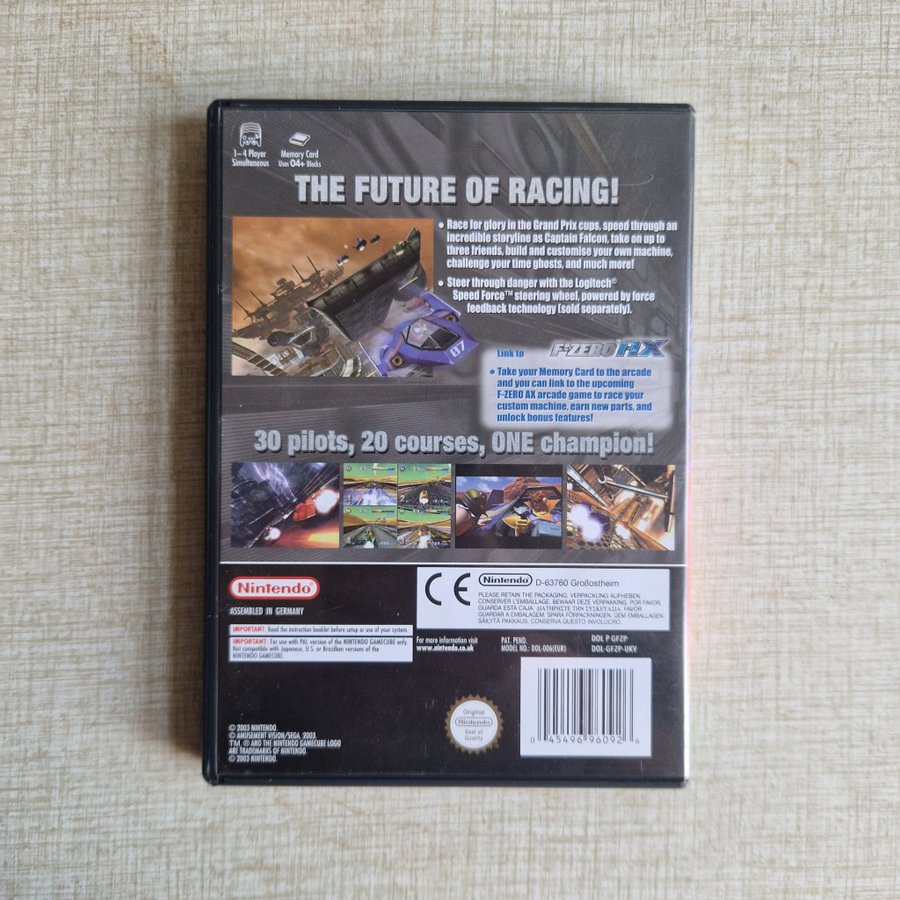 1–4 Player
Simultaneous
Memory Card
Uses 04+ Blocks
THE FUTURE OF RACING!
• Race for glory in the Grand Prix cups, speed through an
incredible storyline as Captain Falcon, take on up to
three friends, build and customise your own machine,
challenge your time ghosts, and much more!
• Steer through danger with the Logitech®
Speed Force™ steering wheel, powered by force
feedback technology (sold separately).
07
Link to F-ZERO AX
• Take your Memory Card to the arcade
and you can link to the upcoming
F-ZERO AX arcade game to race your
custom machine, earn new parts, and
unlock bonus features!
30 pilots, 20 courses, ONE champion!
Nintendo
ASSEMBLED IN GERMANY
IMPORTANT: Read the instruction booklet before setup or use of your system.
IMPORTANT: For use with PAL version of the NINTENDO GAMECUBE only.
Not compatible with Japanese, U.S. or Brazilian versions of the
NINTENDO GAMECUBE.
CE Nintendo D-63760 Großostheim
PLEASE RETAIN THE PACKAGING. VERPACKUNG AUFHEBEN.
CONSERVER L'EMBALLAGE. BEWAAR DEZE VERPAKKING. POR FAVOR,
GUARDA ESTA CAJA. ΔΙΑΤΗΡΗΣΤΕ ΤΗΝ ΣΥΣΚΕΥΑΣΙΑ. FAVOR
GUARDAR A EMBALAGEM. SPARA FÖRPACKNINGEN. GEM EMBALLAGEN.
SÄILYTÄ PAKKAUS. CONSERVA QUESTO INVOLUCRO.
For more information visit
www.nintendo.co.uk
PAT. PEND.
MODEL NO.: DOL-006(EUR)
DOL P GFZP
DOL-GFZP-UKV
Original
Nintendo
Seal of
Quality
0 45496 96092 6
© 2003 NINTENDO.
© AMUSEMENT VISION/SEGA, 2003.
TM, ® AND THE NINTENDO GAMECUBE LOGO
ARE TRADEMARKS OF NINTENDO.
© 2003 NINTENDO.